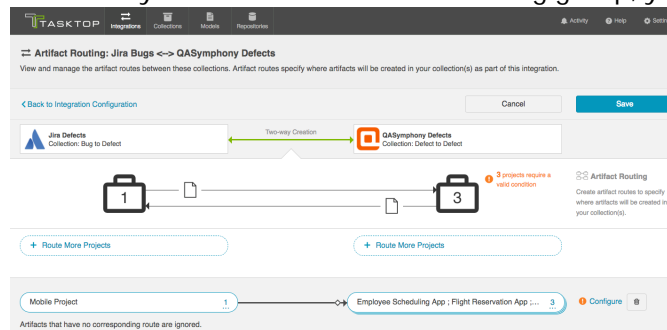 TASKTOP
Integrations
Collections
Models
Repositories
Activity
Help
Artifact Routing: Jira Bugs <--> QASymphony Defects
View and manage the artifact routes between these collections. Artifact routes specify where artifacts will be created in your collection(s) as part of this integration.
Back to Integration Configuration
Cancel
Save
Jira Defects
Collection: Bug to Defect
Two-way Creation
QASymphony Defects
Collection: Defect to Defect
1
3
3 projects require a
valid condition
Artifact Routing
Create artifact routes to specify
where artifacts will be created in
your collection(s).
+ Route More Projects
+ Route More Projects
Mobile Project
1
...
Employee Scheduling App ; Flight Reservation App ;...
3
...
Configure
Artifacts that have no corresponding route are ignored.